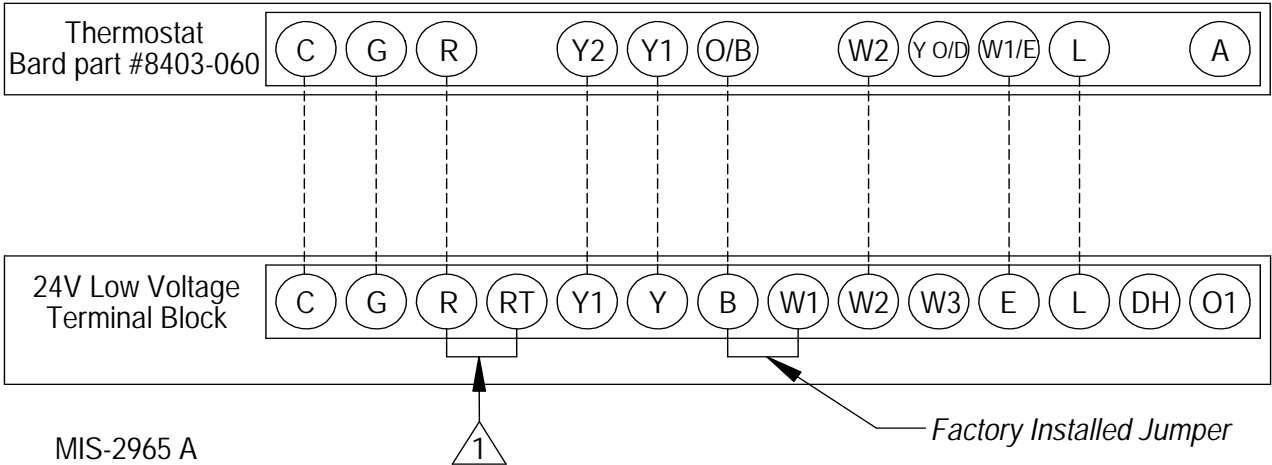 Thermostat
Bard part #8403-060
C G R Y2 Y1 O/B W2 Y O/D W1/E L A
24V Low Voltage
Terminal Block
C G R RT Y1 Y B W1 W2 W3 E L DH O1
1
Factory Installed Jumper
MIS-2965 A